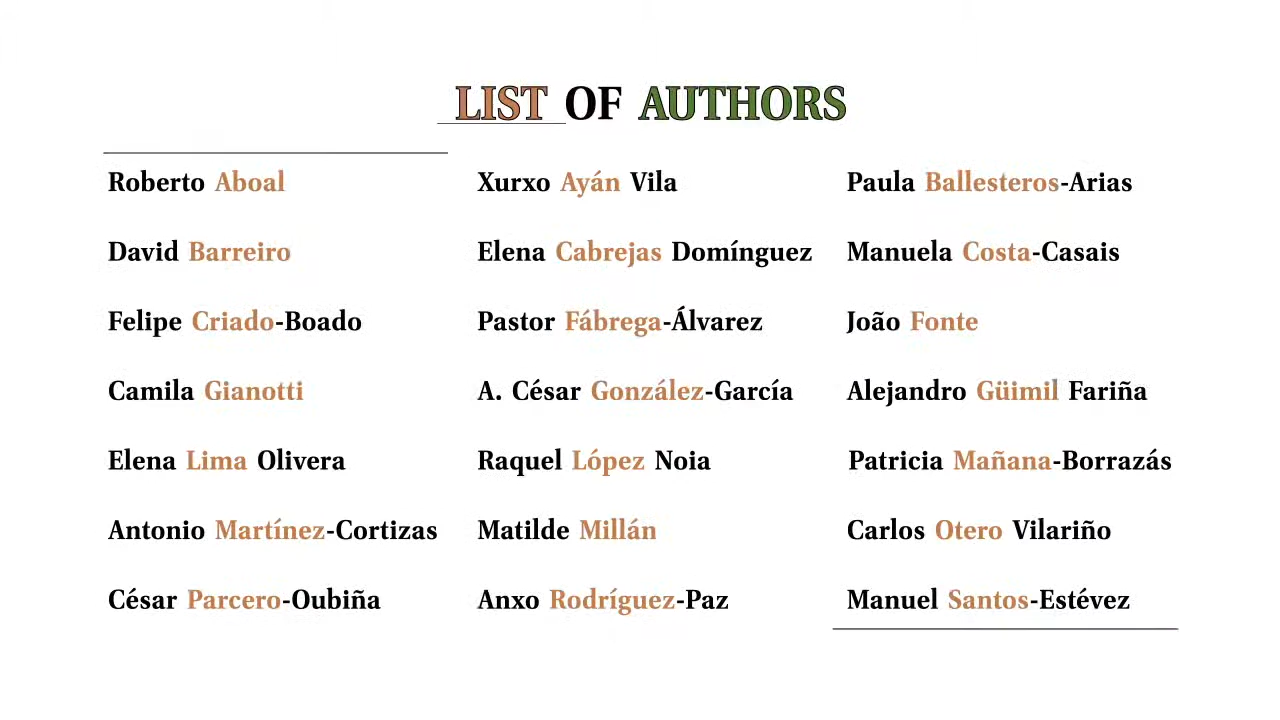 LIST OF AUTHORS
Roberto Aboal Xurxo Ayán Vila Paula Ballesteros-Arias
David Barreiro Elena Cabrejas Domínguez Manuela Costa-Casais
Felipe Criado-Boado Pastor Fábrega-Álvarez João Fonte
Camila Gianotti A. César González-García Alejandro Güimil Fariña
Elena Lima Olivera Raquel López Noia Patricia Mañana-Borrazás
Antonio Martínez-Cortizas Matilde Millán Carlos Otero Vilariño
César Parcero-Oubiña Anxo Rodríguez-Paz Manuel Santos-Estévez